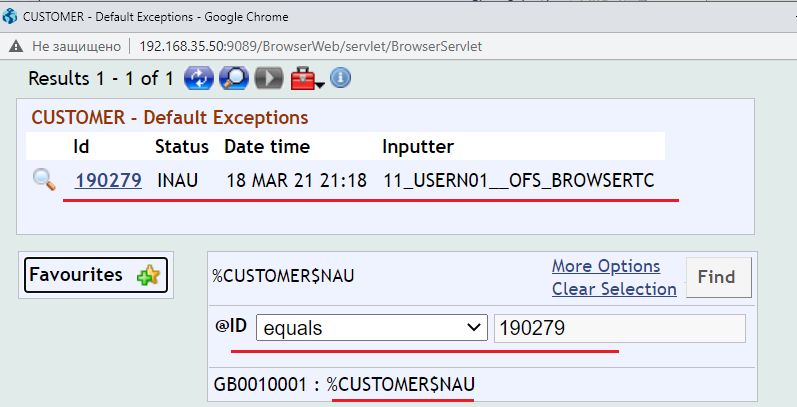 CUSTOMER - Default Exceptions - Google Chrome
Не защищено | 192.168.35.50:9089/BrowserWeb/servlet/BrowserServlet
Results 1 - 1 of 1
CUSTOMER - Default Exceptions
Id Status Date time Inputter
190279 INAU 18 MAR 21 21:18 11_USERN01__OFS_BROWSERTC
Favourites
%CUSTOMER$NAU More Options Find
Clear Selection
@ID equals 190279
GB0010001 : %CUSTOMER$NAU